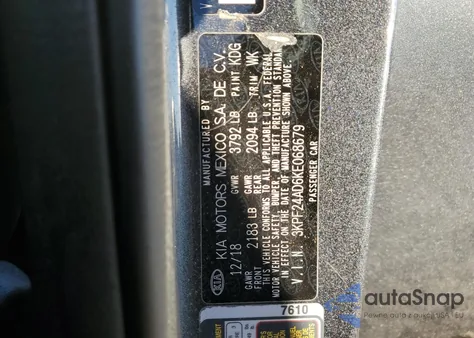 MANUFACTURED BY
KIA KIA MOTORS MEXICO S.A. DE C.V.
12/18 GVWR 3792 LB PAINT KDG
GAWR FRONT 2183 LB GAWR REAR 2094 LB TRIM WK
THIS VEHICLE CONFORMS TO ALL APPLICABLE U.S.A. FEDERAL
MOTOR VEHICLE SAFETY, BUMPER, AND THEFT PREVENTION STANDARDS
IN EFFECT ON THE DATE OF MANUFACTURE SHOWN ABOVE.
V.I.N. 3KPF24AD6KE068679
PASSENGER CAR
7610
autoSnap